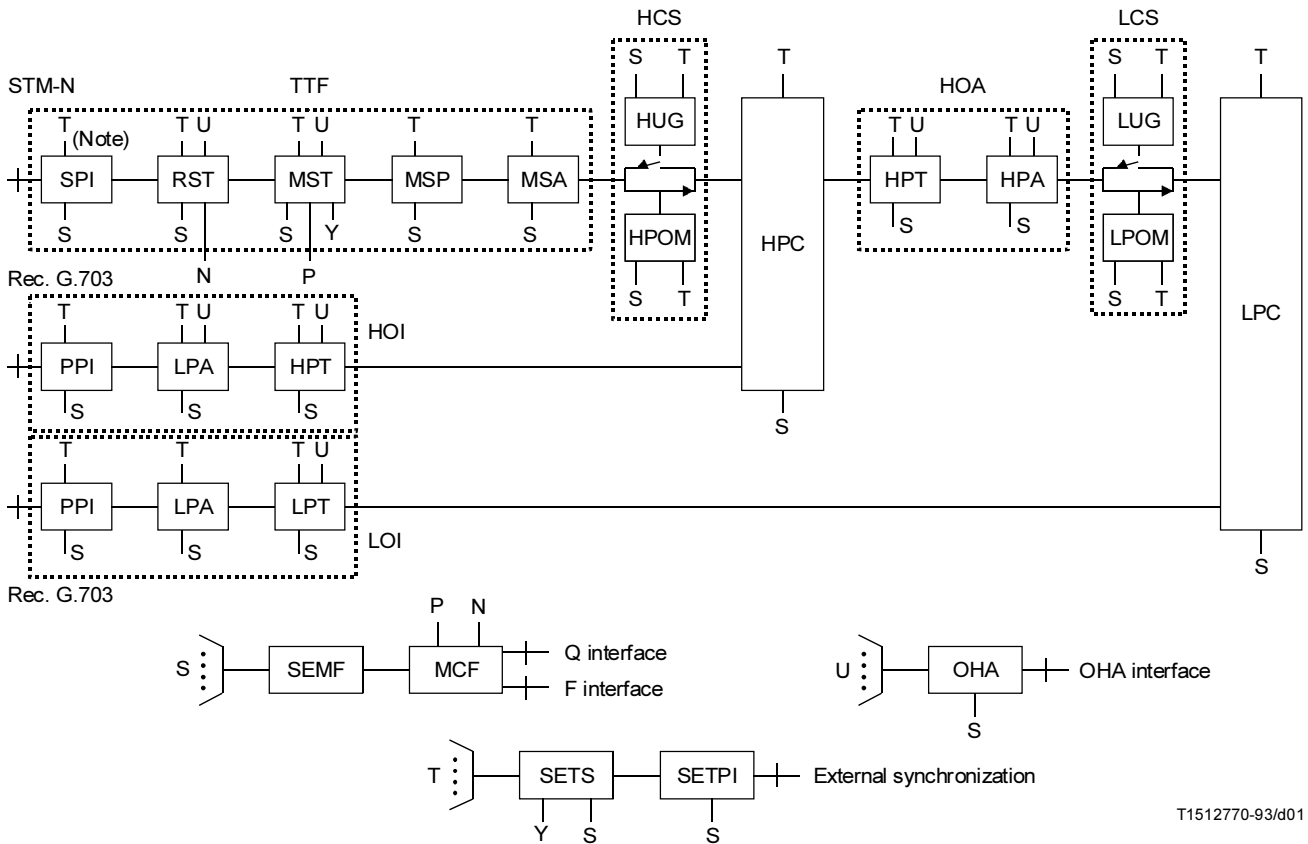 HCS
LCS
S T
T
S T
T
STM-N
TTF
HOA
T
(Note)
T U
T U
T
T
HUG
T U
T U
LUG
SPI
RST
MST
MSP
MSA
HPT
HPA
S
S
S
Y
S
S
HPOM
HPC
S
S
LPOM
Rec. G.703
N
P
S T
S T
T
T U
T U
HOI
LPC
PPI
LPA
HPT
S
S
S
S
T
T
T U
PPI
LPA
LPT
S
S
S
LOI
S
Rec. G.703
P N
S
SEMF
MCF
Q interface
F interface
U
OHA
OHA interface
S
T
SETS
SETPI
External synchronization
Y
S
S
T1512770-93/d01